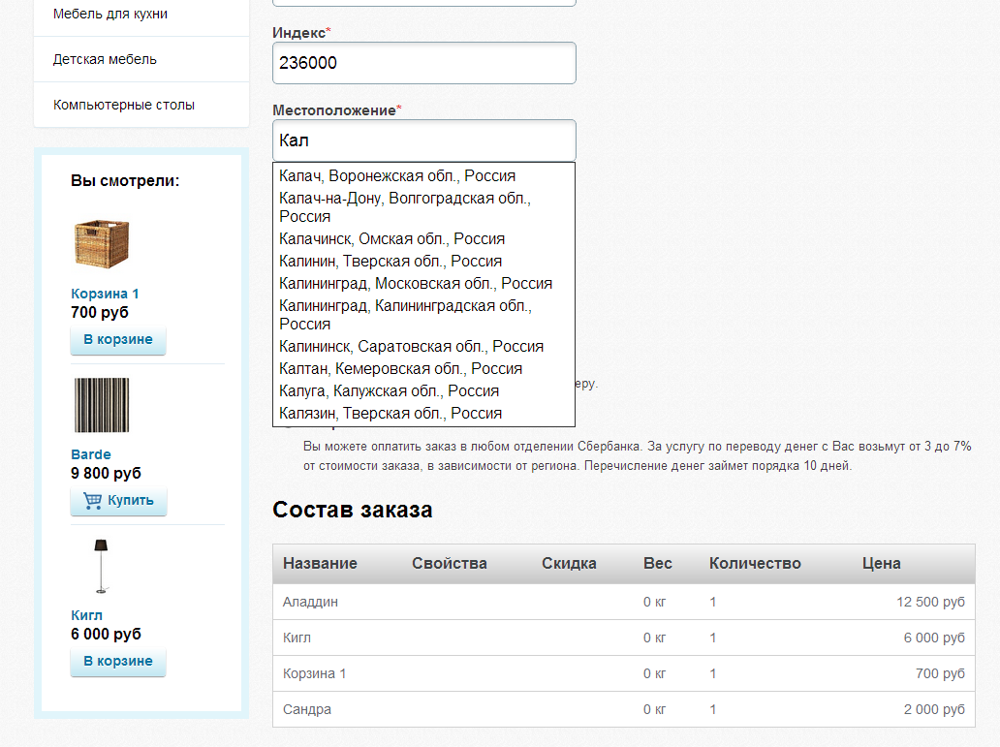 Мебель для кухни
Детская мебель
Компьютерные столы
Вы смотрели:
Корзина 1
700 руб
В корзине
Barde
9 800 руб
Купить
Кигл
6 000 руб
В корзине
Индекс*
236000
Местоположение*
Кал
Калач, Воронежская обл., Россия
Калач-на-Дону, Волгоградская обл.,
Россия
Калачинск, Омская обл., Россия
Калинин, Тверская обл., Россия
Калининград, Московская обл., Россия
Калининград, Калининградская обл.,
Россия
Калининск, Саратовская обл., Россия
Калтан, Кемеровская обл., Россия
Калуга, Калужская обл., Россия
Калязин, Тверская обл., Россия
еру.
Вы можете оплатить заказ в любом отделении Сбербанка. За услугу по переводу денег с Вас возьмут от 3 до 7%
от стоимости заказа, в зависимости от региона. Перечисление денег займет порядка 10 дней.
Состав заказа
Название Свойства Скидка Вес Количество Цена
Аладдин 0 кг 1 12 500 руб
Кигл 0 кг 1 6 000 руб
Корзина 1 0 кг 1 700 руб
Сандра 0 кг 1 2 000 руб